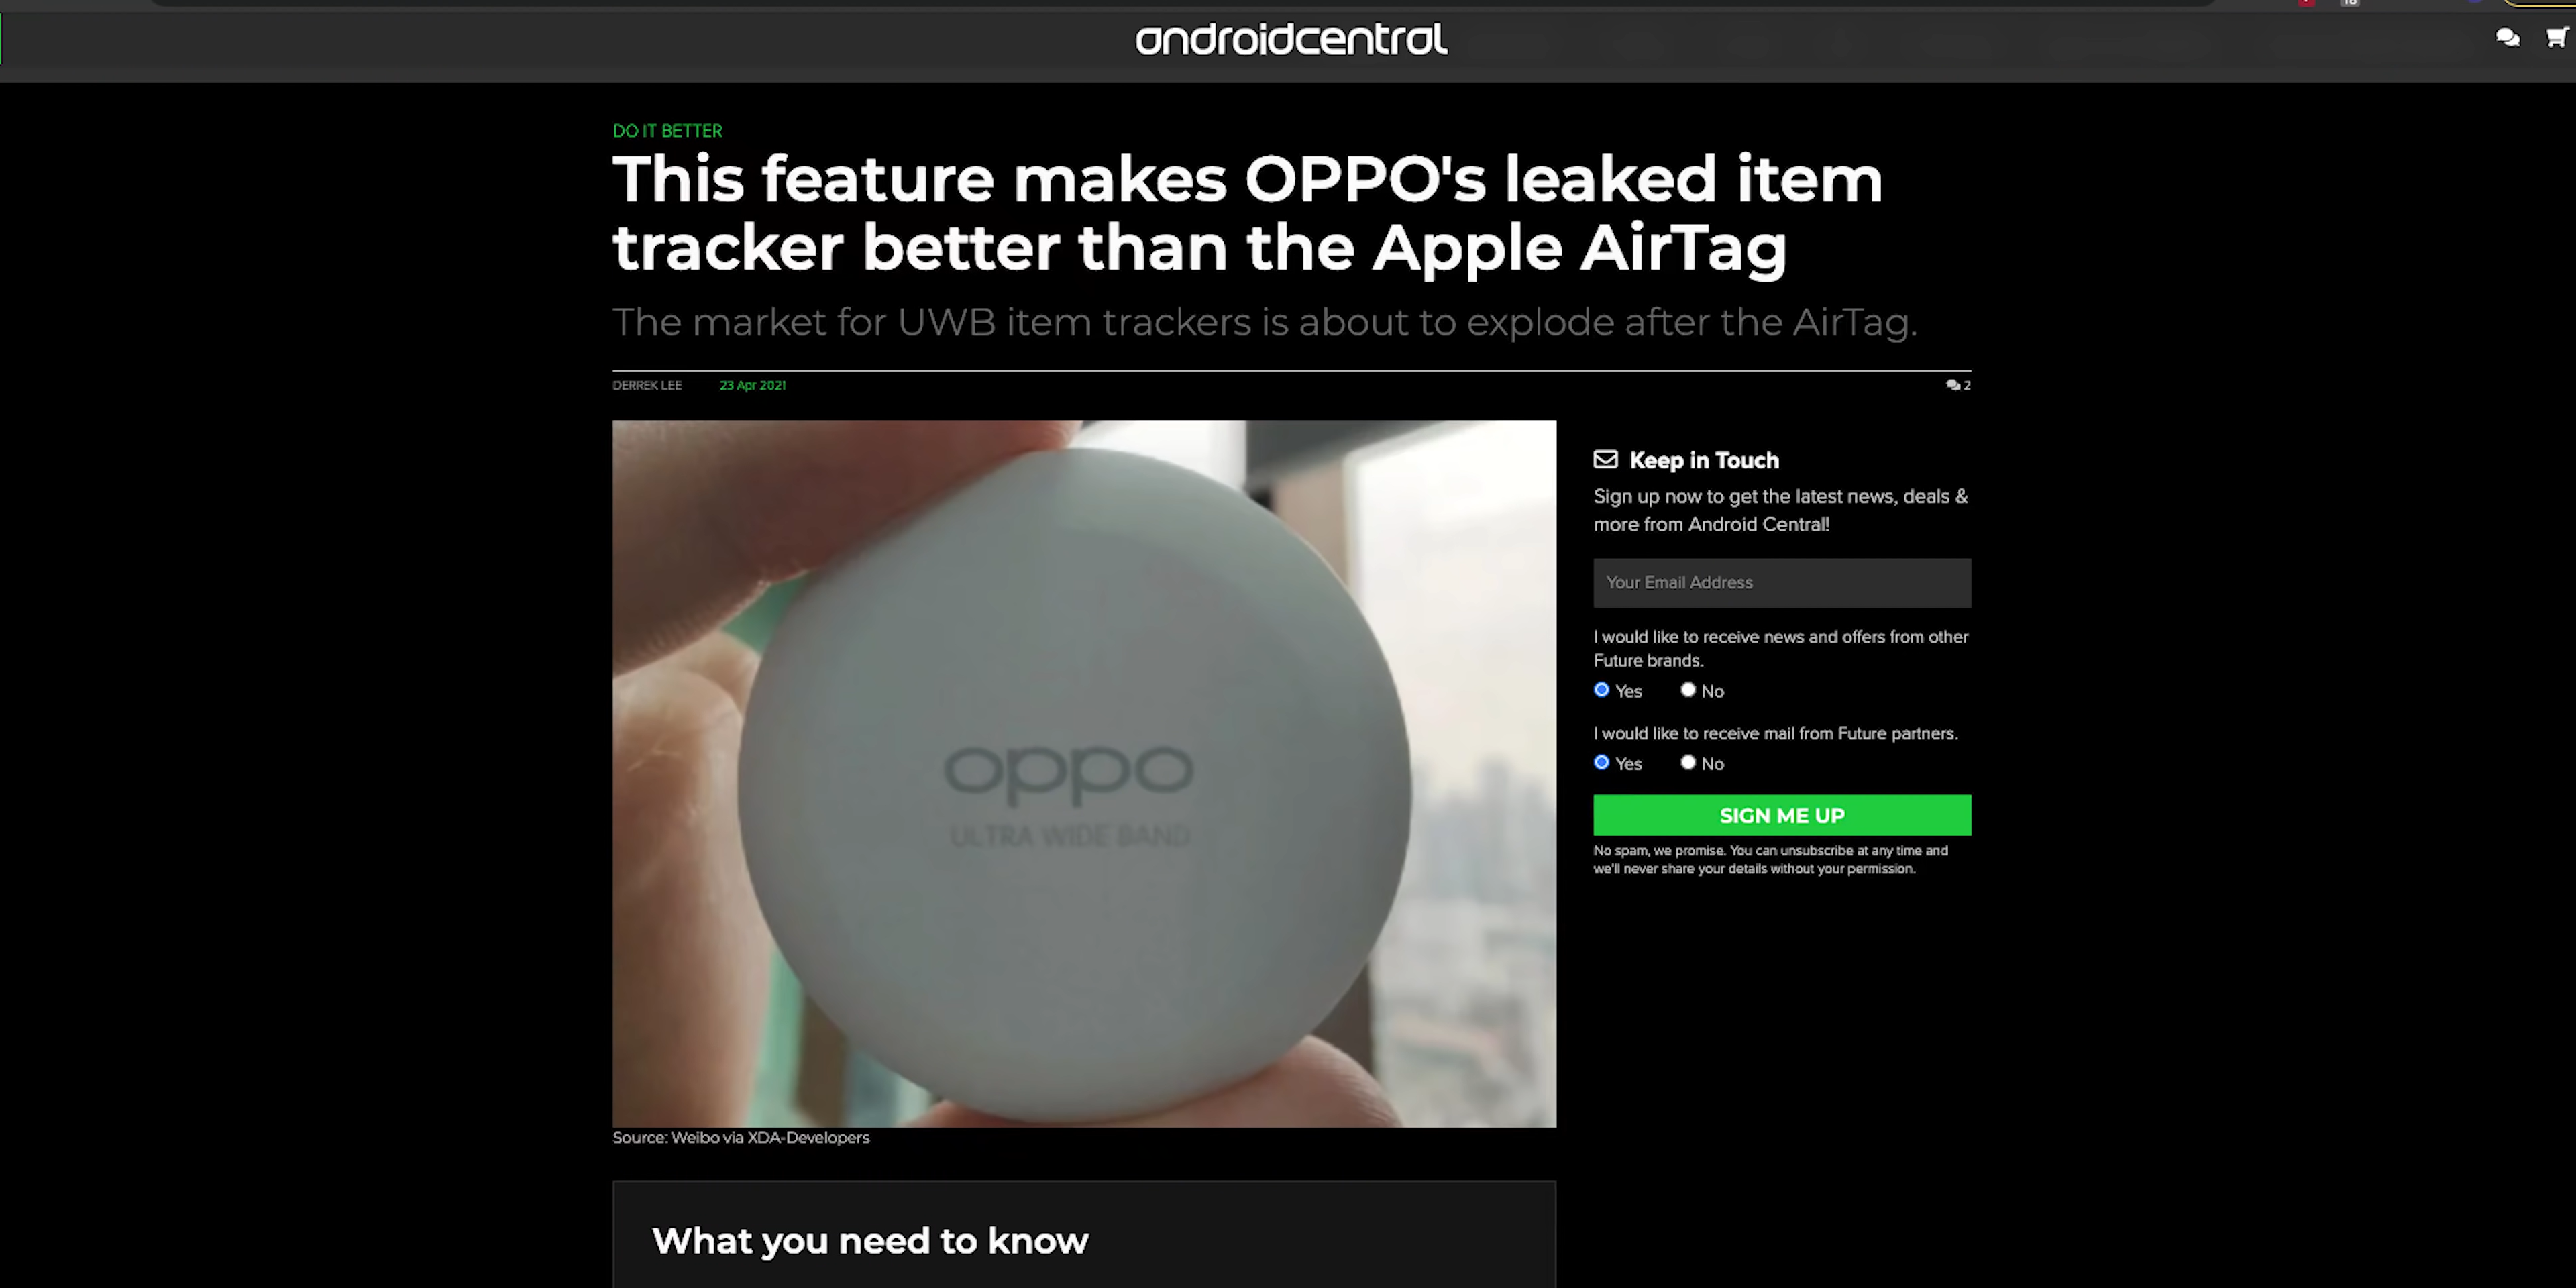 androidcentral
DO IT BETTER
This feature makes OPPO's leaked item
tracker better than the Apple AirTag
The market for UWB item trackers is about to explode after the AirTag.
DERREK LEE 23 Apr 2021 2
oppo
ULTRA WIDE BAND
Source: Weibo via XDA-Developers
Keep in Touch
Sign up now to get the latest news, deals &
more from Android Central!
Your Email Address
I would like to receive news and offers from other
Future brands.
Yes No
I would like to receive mail from Future partners.
Yes No
SIGN ME UP
No spam, we promise. You can unsubscribe at any time and
we'll never share your details without your permission.
What you need to know